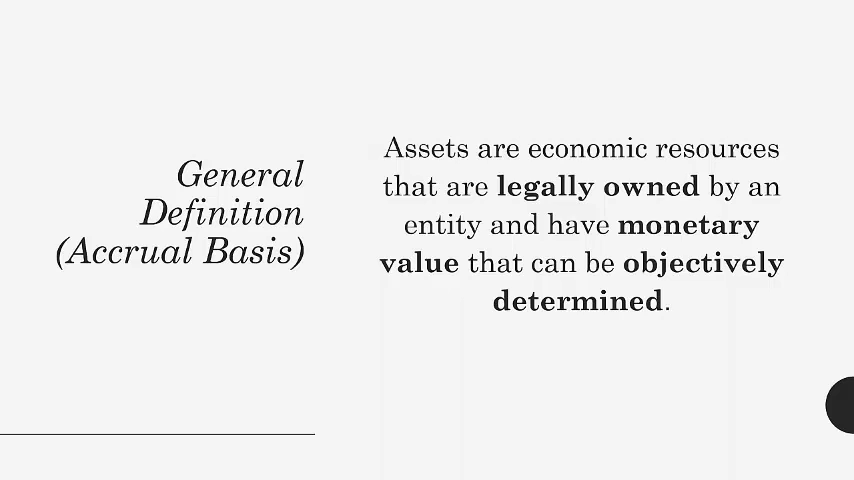 General
Definition
(Accrual Basis)
Assets are economic resources
that are legally owned by an
entity and have monetary
value that can be objectively
determined.